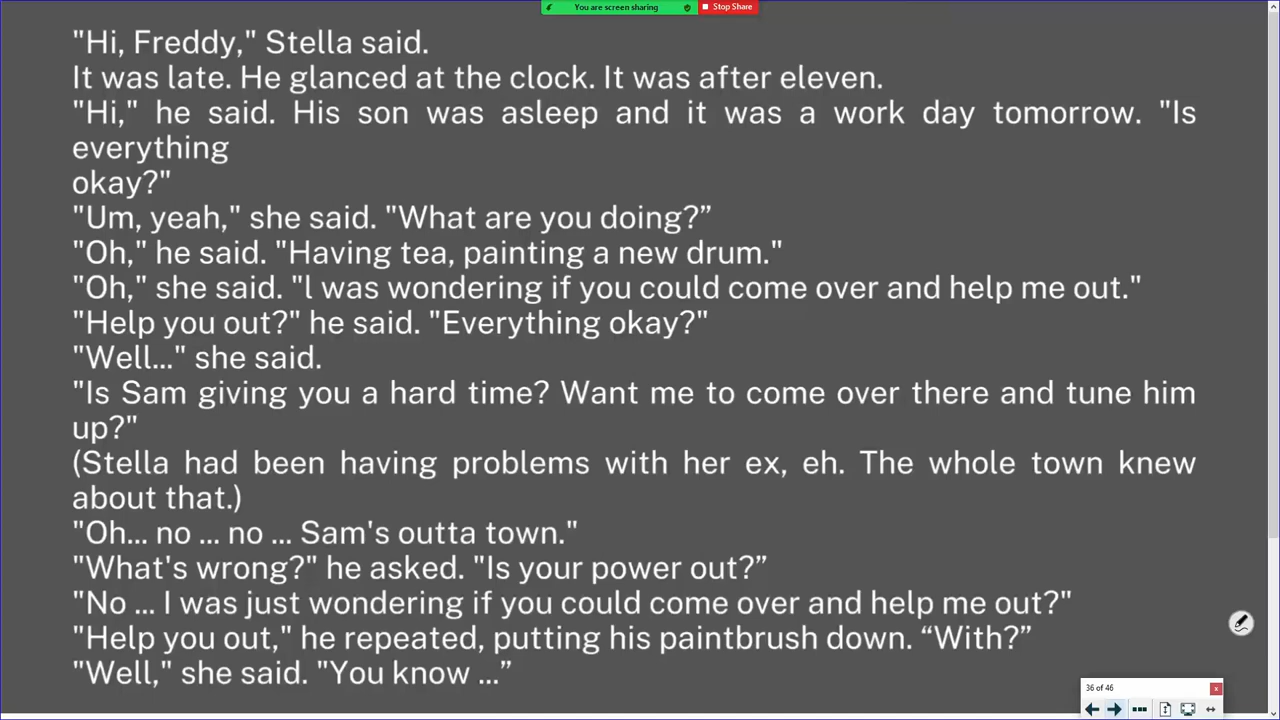 You are screen sharing
Stop Share
"Hi, Freddy," Stella said.
It was late. He glanced at the clock. It was after eleven.
"Hi," he said. His son was asleep and it was a work day tomorrow. "Is
everything
okay?"
"Um, yeah," she said. "What are you doing?”
"Oh," he said. "Having tea, painting a new drum."
"Oh," she said. "l was wondering if you could come over and help me out."
"Help you out?" he said. "Everything okay?"
"Well..." she said.
"Is Sam giving you a hard time? Want me to come over there and tune him
up?"
(Stella had been having problems with her ex, eh. The whole town knew
about that.)
"Oh... no ... no ... Sam's outta town."
"What's wrong?" he asked. "Is your power out?”
"No ... I was just wondering if you could come over and help me out?"
"Help you out," he repeated, putting his paintbrush down. “With?”
"Well," she said. "You know ...”
36 of 46